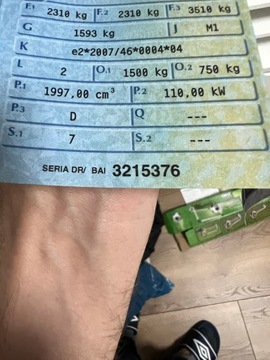 F.1 2310 kg F.2 2310 kg F.3 3510 kg
G 1593 kg J M1
K e2*2007/46*0004*04
L 2 O.1 1500 kg O.2 750 kg
P.1 1997,00 cm³ P.2 110,00 kW
P.3 D Q ---
S.1 7 S.2 ---
SERIA DR/ BAI 3215376